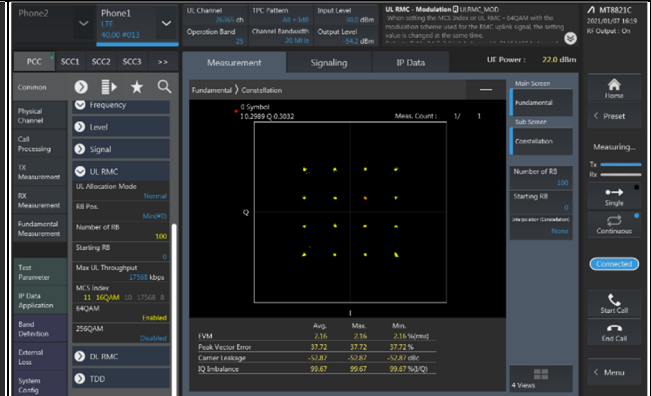 Phone2
Phone1
LTE
40.00 #013
UL Channel
26365 ch
Operation Band
25
TPC Pattern
All +3dB
Channel Bandwidth
20 MHz
Input Level
30.0 dBm
Output Level
-54.2 dBm
UL RMC - Modulation ULRMC_MOD
When setting the MCS Index or UL RMC - 64QAM with the
modulation scheme used for the RMC uplink signal, the setting
value is changed at the same time.
MT8821C
2021/01/07 16:19
RF Output : On
PCC
SCC1
SCC2
SCC3
>>
Measurement
Signaling
IP Data
UE Power : 22.0 dBm
Common
Physical
Channel
Call
Processing
TX
Measurement
RX
Measurement
Fundamental
Measurement
Test
Parameter
IP Data
Application
Band
Definition
External
Loss
System
Config
Frequency
Level
Signal
UL RMC
UL Allocation Mode
Normal
RB Pos.
Min(#0)
Number of RB
100
Starting RB
0
Max UL Throughput
17568 kbps
MCS Index
11 16QAM 10 17568 8
64QAM
Enabled
256QAM
Disabled
DL RMC
TDD
Fundamental > Constellation
0 Symbol
I 0.2989 Q 0.3032
Meas. Count : 1/ 1
Q
I
Avg. Max. Min.
EVM 2.16 2.16 2.16 %(rms)
Peak Vector Error 37.72 37.72 37.72 %
Carrier Leakage -52.87 -52.87 -52.87 dBc
IQ Imbalance 99.67 99.67 99.67 %(I/Q)
Main Screen
Fundamental
Sub Screen
Constellation
Number of RB
100
Starting RB
0
Interpolation (Constellation)
None
4 Views
Home
< Preset
Measuring...
Tx
Rx
Single
Continuous
Connected
Start Call
End Call
< Menu